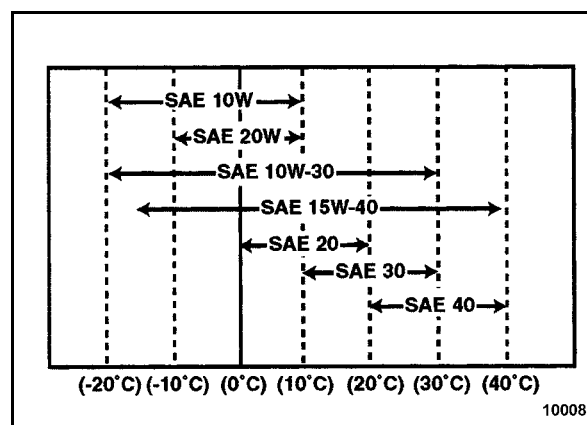 SAE 10W
SAE 20W
SAE 10W-30
SAE 15W-40
SAE 20
SAE 30
SAE 40
(-20˚C) (-10˚C) (0˚C) (10˚C) (20˚C) (30˚C) (40˚C)
10008